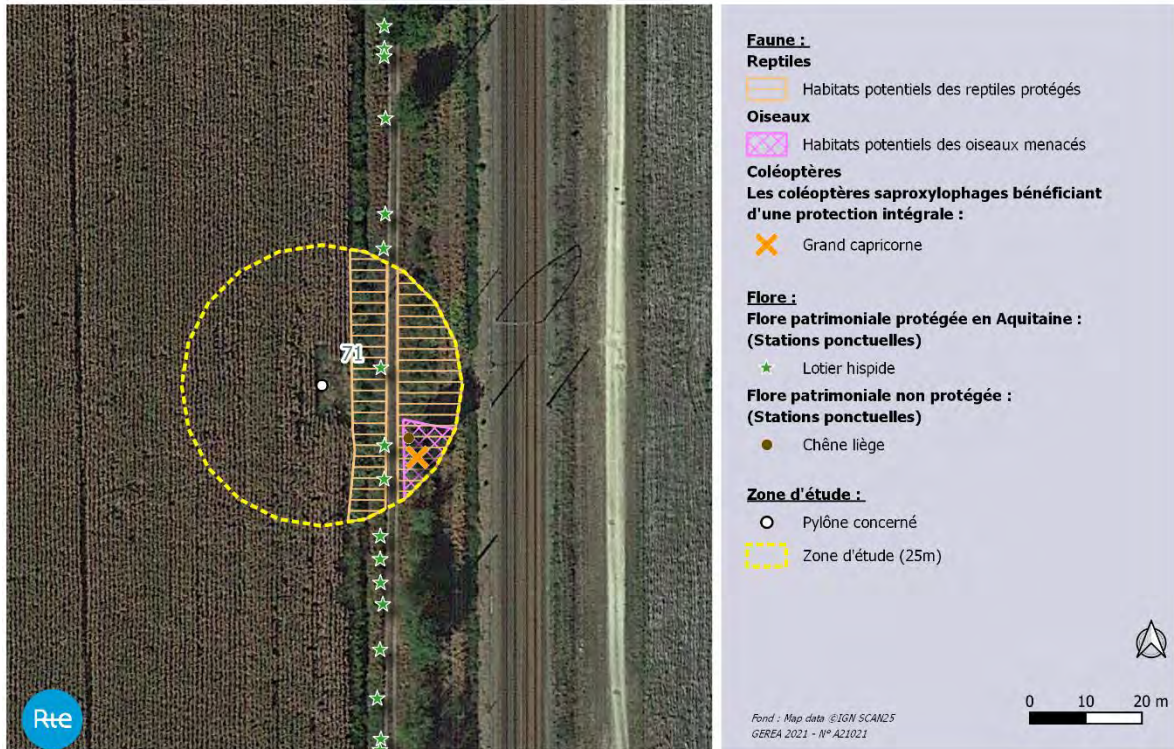 71
Rte
Faune :
Reptiles
Habitats potentiels des reptiles protégés
Oiseaux
Habitats potentiels des oiseaux menacés
Coléoptères
Les coléoptères saproxylophages bénéficiant
d'une protection intégrale :
Grand capricorne
Flore :
Flore patrimoniale protégée en Aquitaine :
(Stations ponctuelles)
Lotier hispide
Flore patrimoniale non protégée :
(Stations ponctuelles)
Chêne liège
Zone d'étude :
Pylône concerné
Zone d'étude (25m)
0 10 20 m
Fond : Map data ©IGN SCAN25
GEREA 2021 - N° A21021